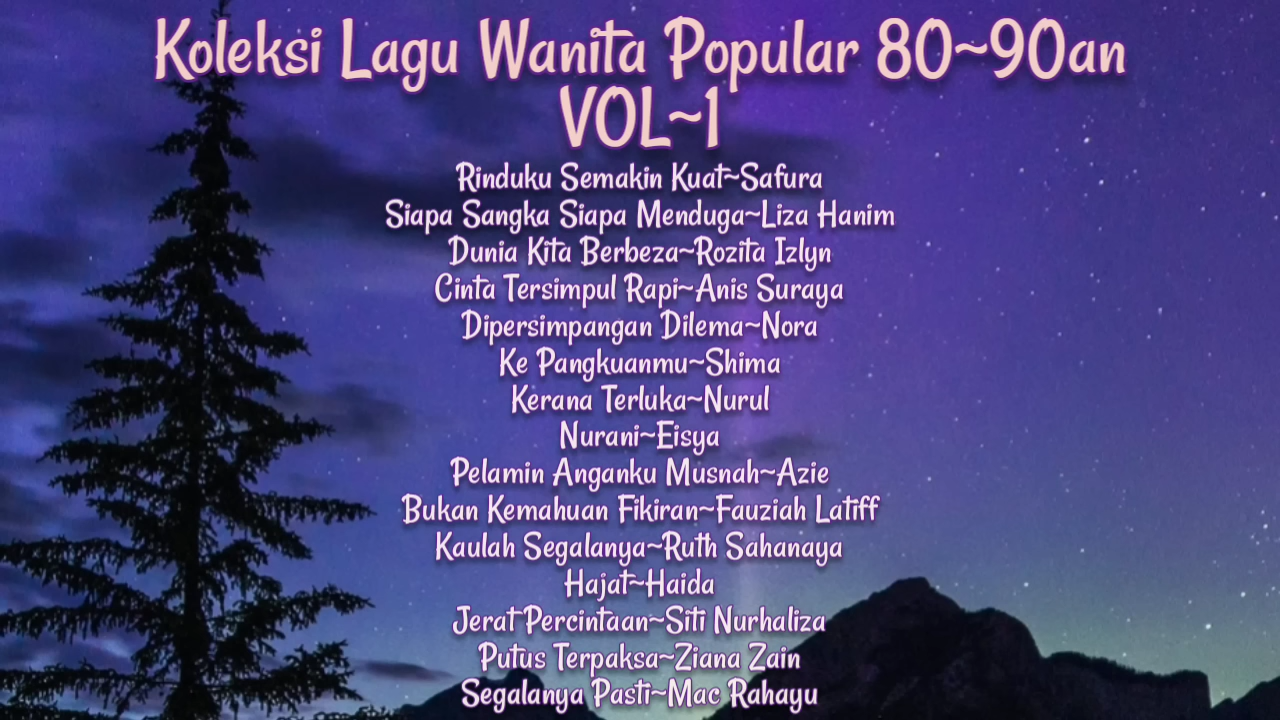 Koleksi Lagu Wanita Popular 80~90an
VOL~1
Rinduku Semakin Kuat~Safura
Siapa Sangka Siapa Menduga~Liza Hanim
Dunia Kita Berbeza~Rozita Izlyn
Cinta Tersimpul Rapi~Anis Suraya
Dipersimpangan Dilema~Nora
Ke Pangkuanmu~Shima
Kerana Terluka~Nurul
Nurani~Eisya
Pelamin Anganku Musnah~Azie
Bukan Kemahuan Fikiran~Fauziah Latiff
Kaulah Segalanya~Ruth Sahanaya
Hajat~Haida
Jerat Percintaan~Siti Nurhaliza
Putus Terpaksa~Ziana Zain
Segalanya Pasti~Mac Rahayu